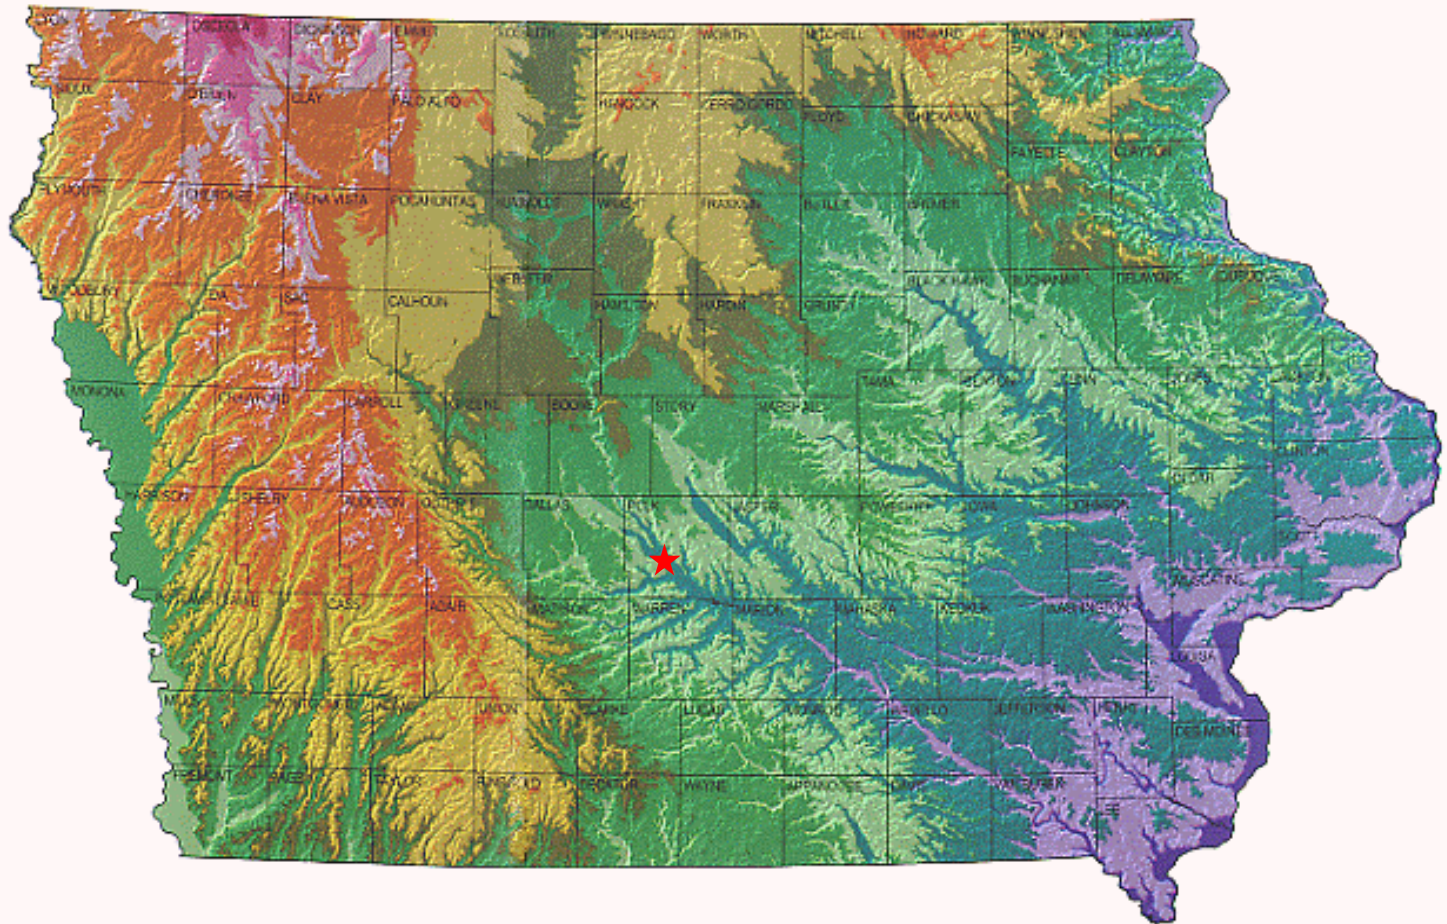 LYON
OSCEOLA
DICKINSON
EMMET
KOSSUTH
WINNEBAGO
WORTH
MITCHELL
HOWARD
SIOUX
O'BRIEN
CLAY
PALO ALTO
HANCOCK
CERRO GORDO
FLOYD
CHICKASAW
FAYETTE
CLAYTON
PLYMOUTH
CHEROKEE
BUENA VISTA
POCAHONTAS
HUMBOLDT
WRIGHT
FRANKLIN
BUTLER
BREMER
WOODBURY
IDA
SAC
CALHOUN
WEBSTER
HAMILTON
HARDIN
GRUNDY
BLACK HAWK
BUCHANAN
DELAWARE
DUBUQUE
MONONA
CRAWFORD
CARROLL
GREENE
BOONE
STORY
MARSHALL
TAMA
BENTON
LINN
JONES
JACKSON
CLINTON
CEDAR
HARRISON
SHELBY
AUDUBON
GUTHRIE
DALLAS
POLK
JASPER
POWESHIEK
IOWA
JOHNSON
SCOTT
MUSCATINE
CASS
ADAIR
MADISON
WARREN
MARION
MAHASKA
KEOKUK
WASHINGTON
LOUISA
MONTGOMERY
UNION
CLARKE
LUCAS
MONROE
WAPELLO
JEFFERSON
HENRY
DES MOINES
FREMONT
PAGE
TAYLOR
RINGGOLD
DECATUR
WAYNE
APPANOOSE
DAVIS
VAN BUREN
LEE